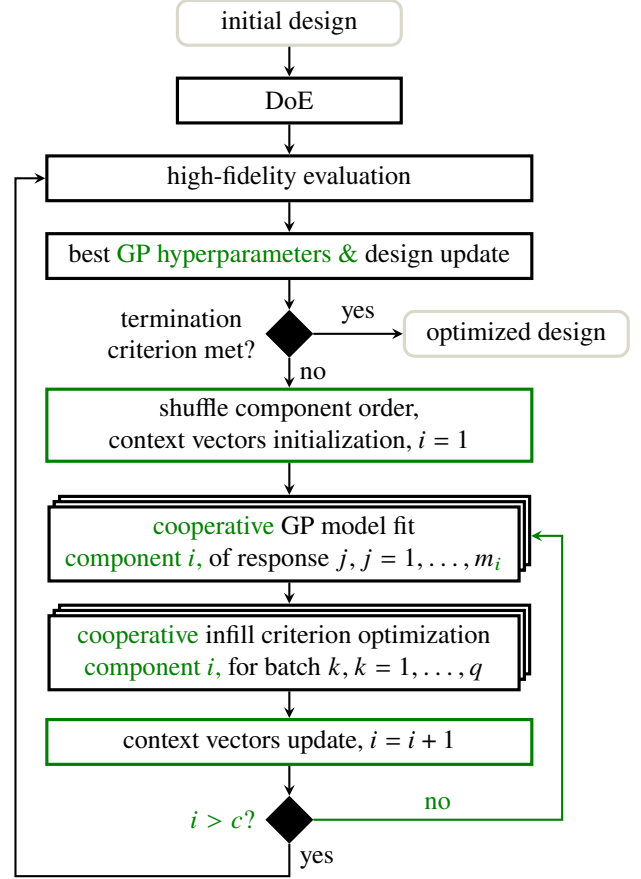 initial design
DoE
high-fidelity evaluation
best GP hyperparameters & design update
termination
criterion met?
yes
optimized design
no
shuffle component order,
context vectors initialization, i = 1
cooperative GP model fit
component i, of response j, j = 1, . . . , mᵢ
cooperative infill criterion optimization
component i, for batch k, k = 1, . . . , q
context vectors update, i = i + 1
i > c?
no
yes